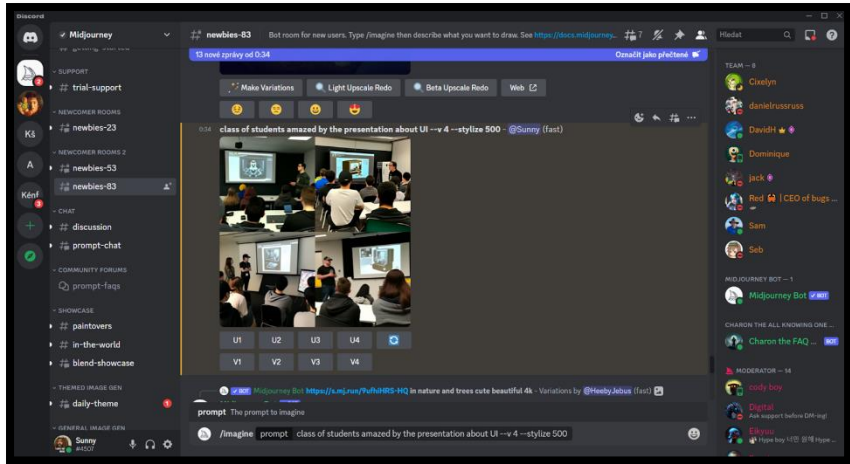 Discord
Midjourney
SUPPORT
trial-support
NEWCOMER ROOMS
newbies-23
NEWCOMER ROOMS 2
newbies-53
newbies-83
CHAT
discussion
prompt-chat
COMMUNITY FORUMS
prompt-faqs
SHOWCASE
paintovers
in-the-world
blend-showcase
THEMED IMAGE GEN
daily-theme 1
GENERAL IMAGE GEN
Sunny
#4507
2
Kš
A
Kénf
3
newbies-83 Bot room for new users. Type /imagine then describe what you want to draw. See https://docs.midjourney... 7 Hledat
13 nové zprávy od 0:34 Označit jako přečtené
Make Variations Light Upscale Redo Beta Upscale Redo Web
class of students amazed by the presentation about UI --v 4 --stylize 500 - @Sunny (fast)
U1 U2 U3 U4
V1 V2 V3 V4
BOT Midjourney Bot in nature and trees cute beautiful 4k - Variations by @HeebyJebus (fast)
prompt The prompt to imagine
/imagine prompt class of students amazed by the presentation about UI --v 4 --stylize 500
TEAM — 8
Cixelyn
danielrussruss
DavidH
Dominique
jack
Red | CEO of bugs ...
Sam
Seb
MIDJOURNEY BOT — 1
Midjourney Bot BOT
CHARON THE ALL KNOWING ONE ...
Charon the FAQ ... BOT
MODERATOR — 14
cody boy
Digital
Ask support before DM-ing!
Eikyuu